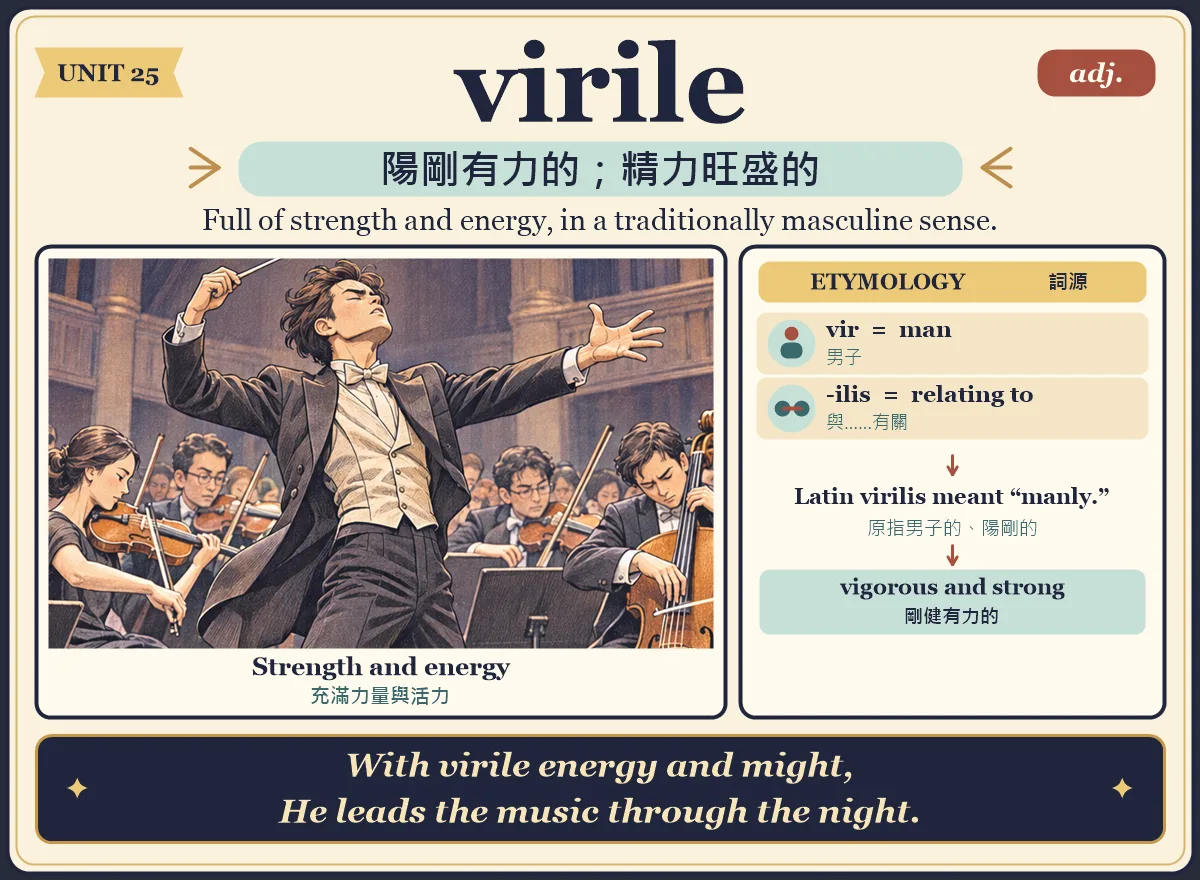 UNIT 25
virile
adj.
陽剛有力的；精力旺盛的
Full of strength and energy, in a traditionally masculine sense.
Strength and energy
充滿力量與活力
ETYMOLOGY 詞源
vir = man
男子
-ilis = relating to
與……有關
Latin virilis meant “manly.”
原指男子的、陽剛的
vigorous and strong
剛健有力的
With virile energy and might,
He leads the music through the night.